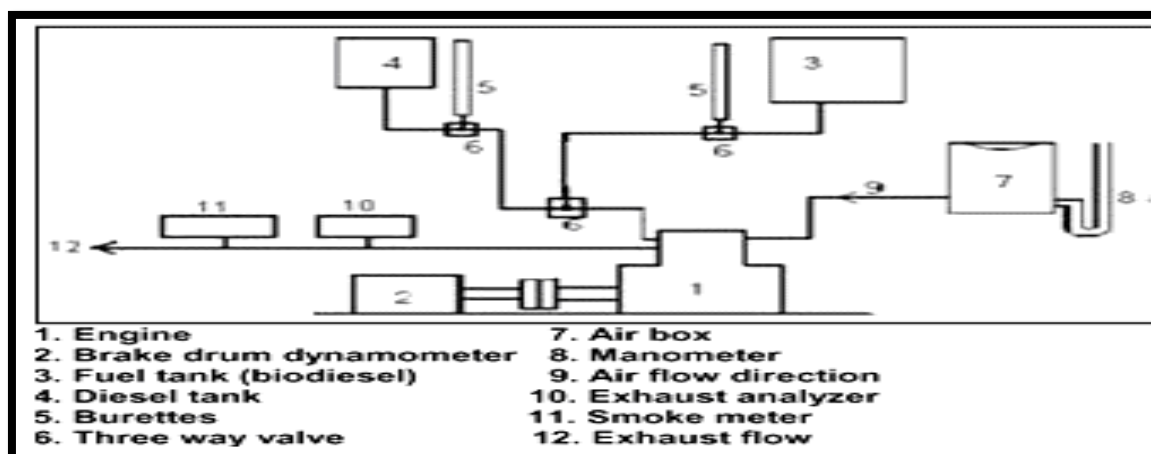 4
5
5
3
6
6
7
9
8
11
10
6
12
2
1
1. Engine
2. Brake drum dynamometer
3. Fuel tank (biodiesel)
4. Diesel tank
5. Burettes
6. Three way valve
7. Air box
8. Manometer
9. Air flow direction
10. Exhaust analyzer
11. Smoke meter
12. Exhaust flow